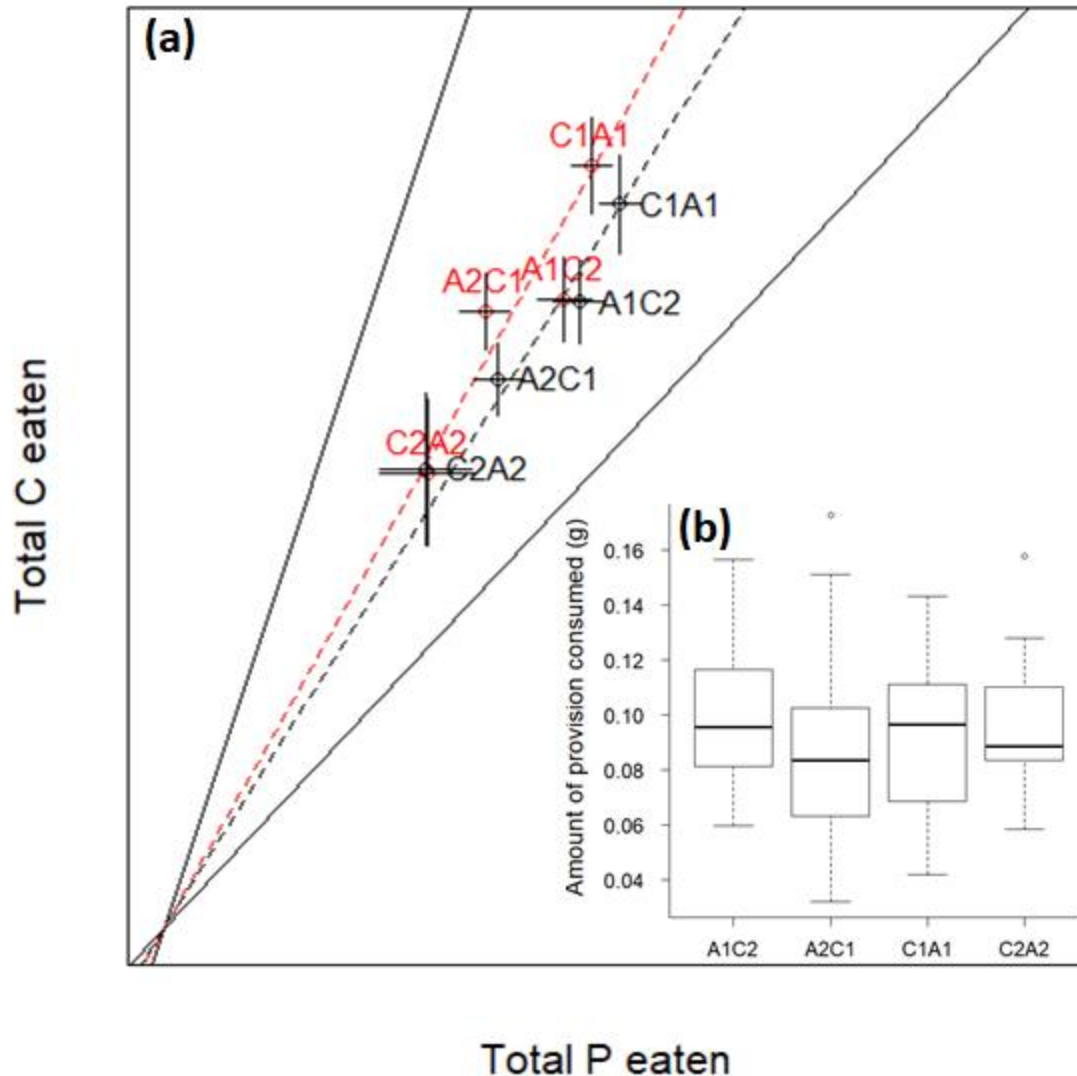 (a)
C1A1
C1A1
A2C1
A1C2
A1C2
A2C1
C2A2
C2A2
Total C eaten
Total P eaten
(b)
Amount of provision consumed (g)
0.16
0.14
0.12
0.10
0.08
0.06
0.04
A1C2 A2C1 C1A1 C2A2